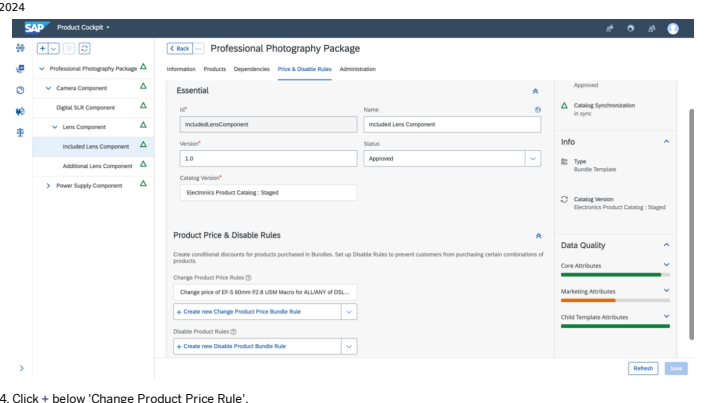 2024
SAP Product Cockpit
< Back ... Professional Photography Package
Professional Photography Package
Camera Component
Digital SLR Component
Lens Component
Included Lens Component
Additional Lens Component
Power Supply Component
Information Products Dependencies Price & Disable Rules Administration
Essential
Id*
Name
IncludedLensComponent
Included Lens Component
Version*
Status
1.0
Approved
Catalog Version*
Electronics Product Catalog : Staged
Product Price & Disable Rules
Create conditional discounts for products purchased in Bundles. Set up Disable Rules to prevent customers from purchasing certain combinations of
products.
Change Product Price Rules
Change price of EF-S 60mm f/2.8 USM Macro for ALL/ANY of DSL...
+ Create new Change Product Price Bundle Rule
Disable Product Rules
+ Create new Disable Product Bundle Rule
Approved
Catalog Synchronization
in sync
Info
Type
Bundle Template
Catalog Version
Electronics Product Catalog : Staged
Data Quality
Core Attributes
Marketing Attributes
Child Template Attributes
Refresh Save
4. Click + below 'Change Product Price Rule'.